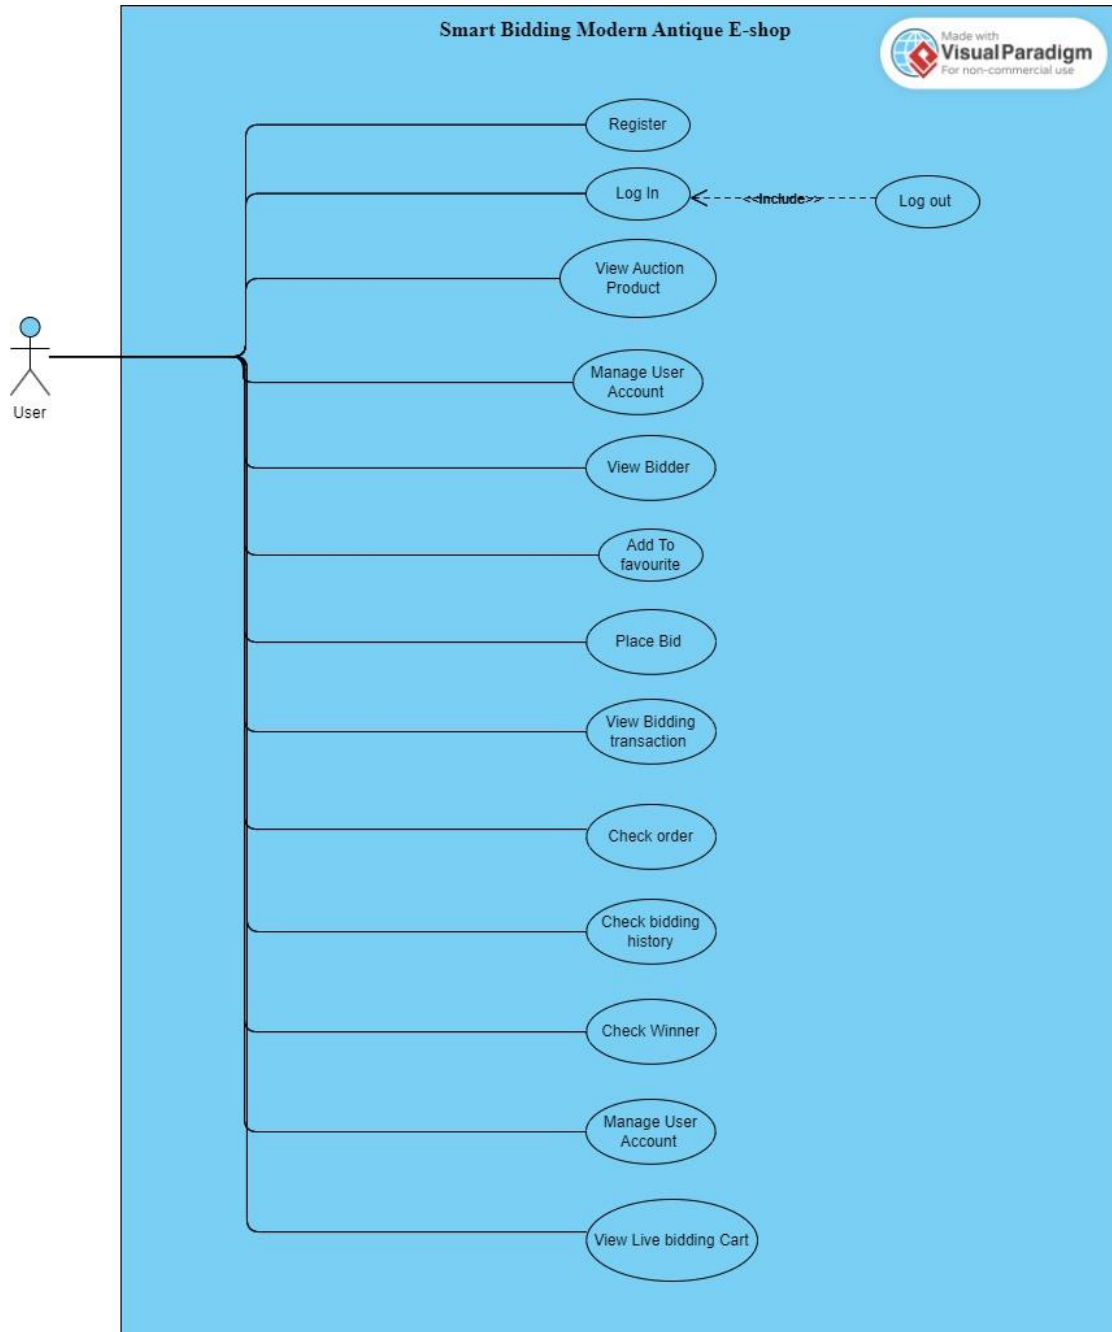 Smart Bidding Modern Antique E-shop
Made with
Visual Paradigm
For non-commercial use
Register
Log In
<<Include>>
Log out
View Auction
Product
User
Manage User
Account
View Bidder
Add To
favourite
Place Bid
View Bidding
transaction
Check order
Check bidding
history
Check Winner
Manage User
Account
View Live bidding Cart